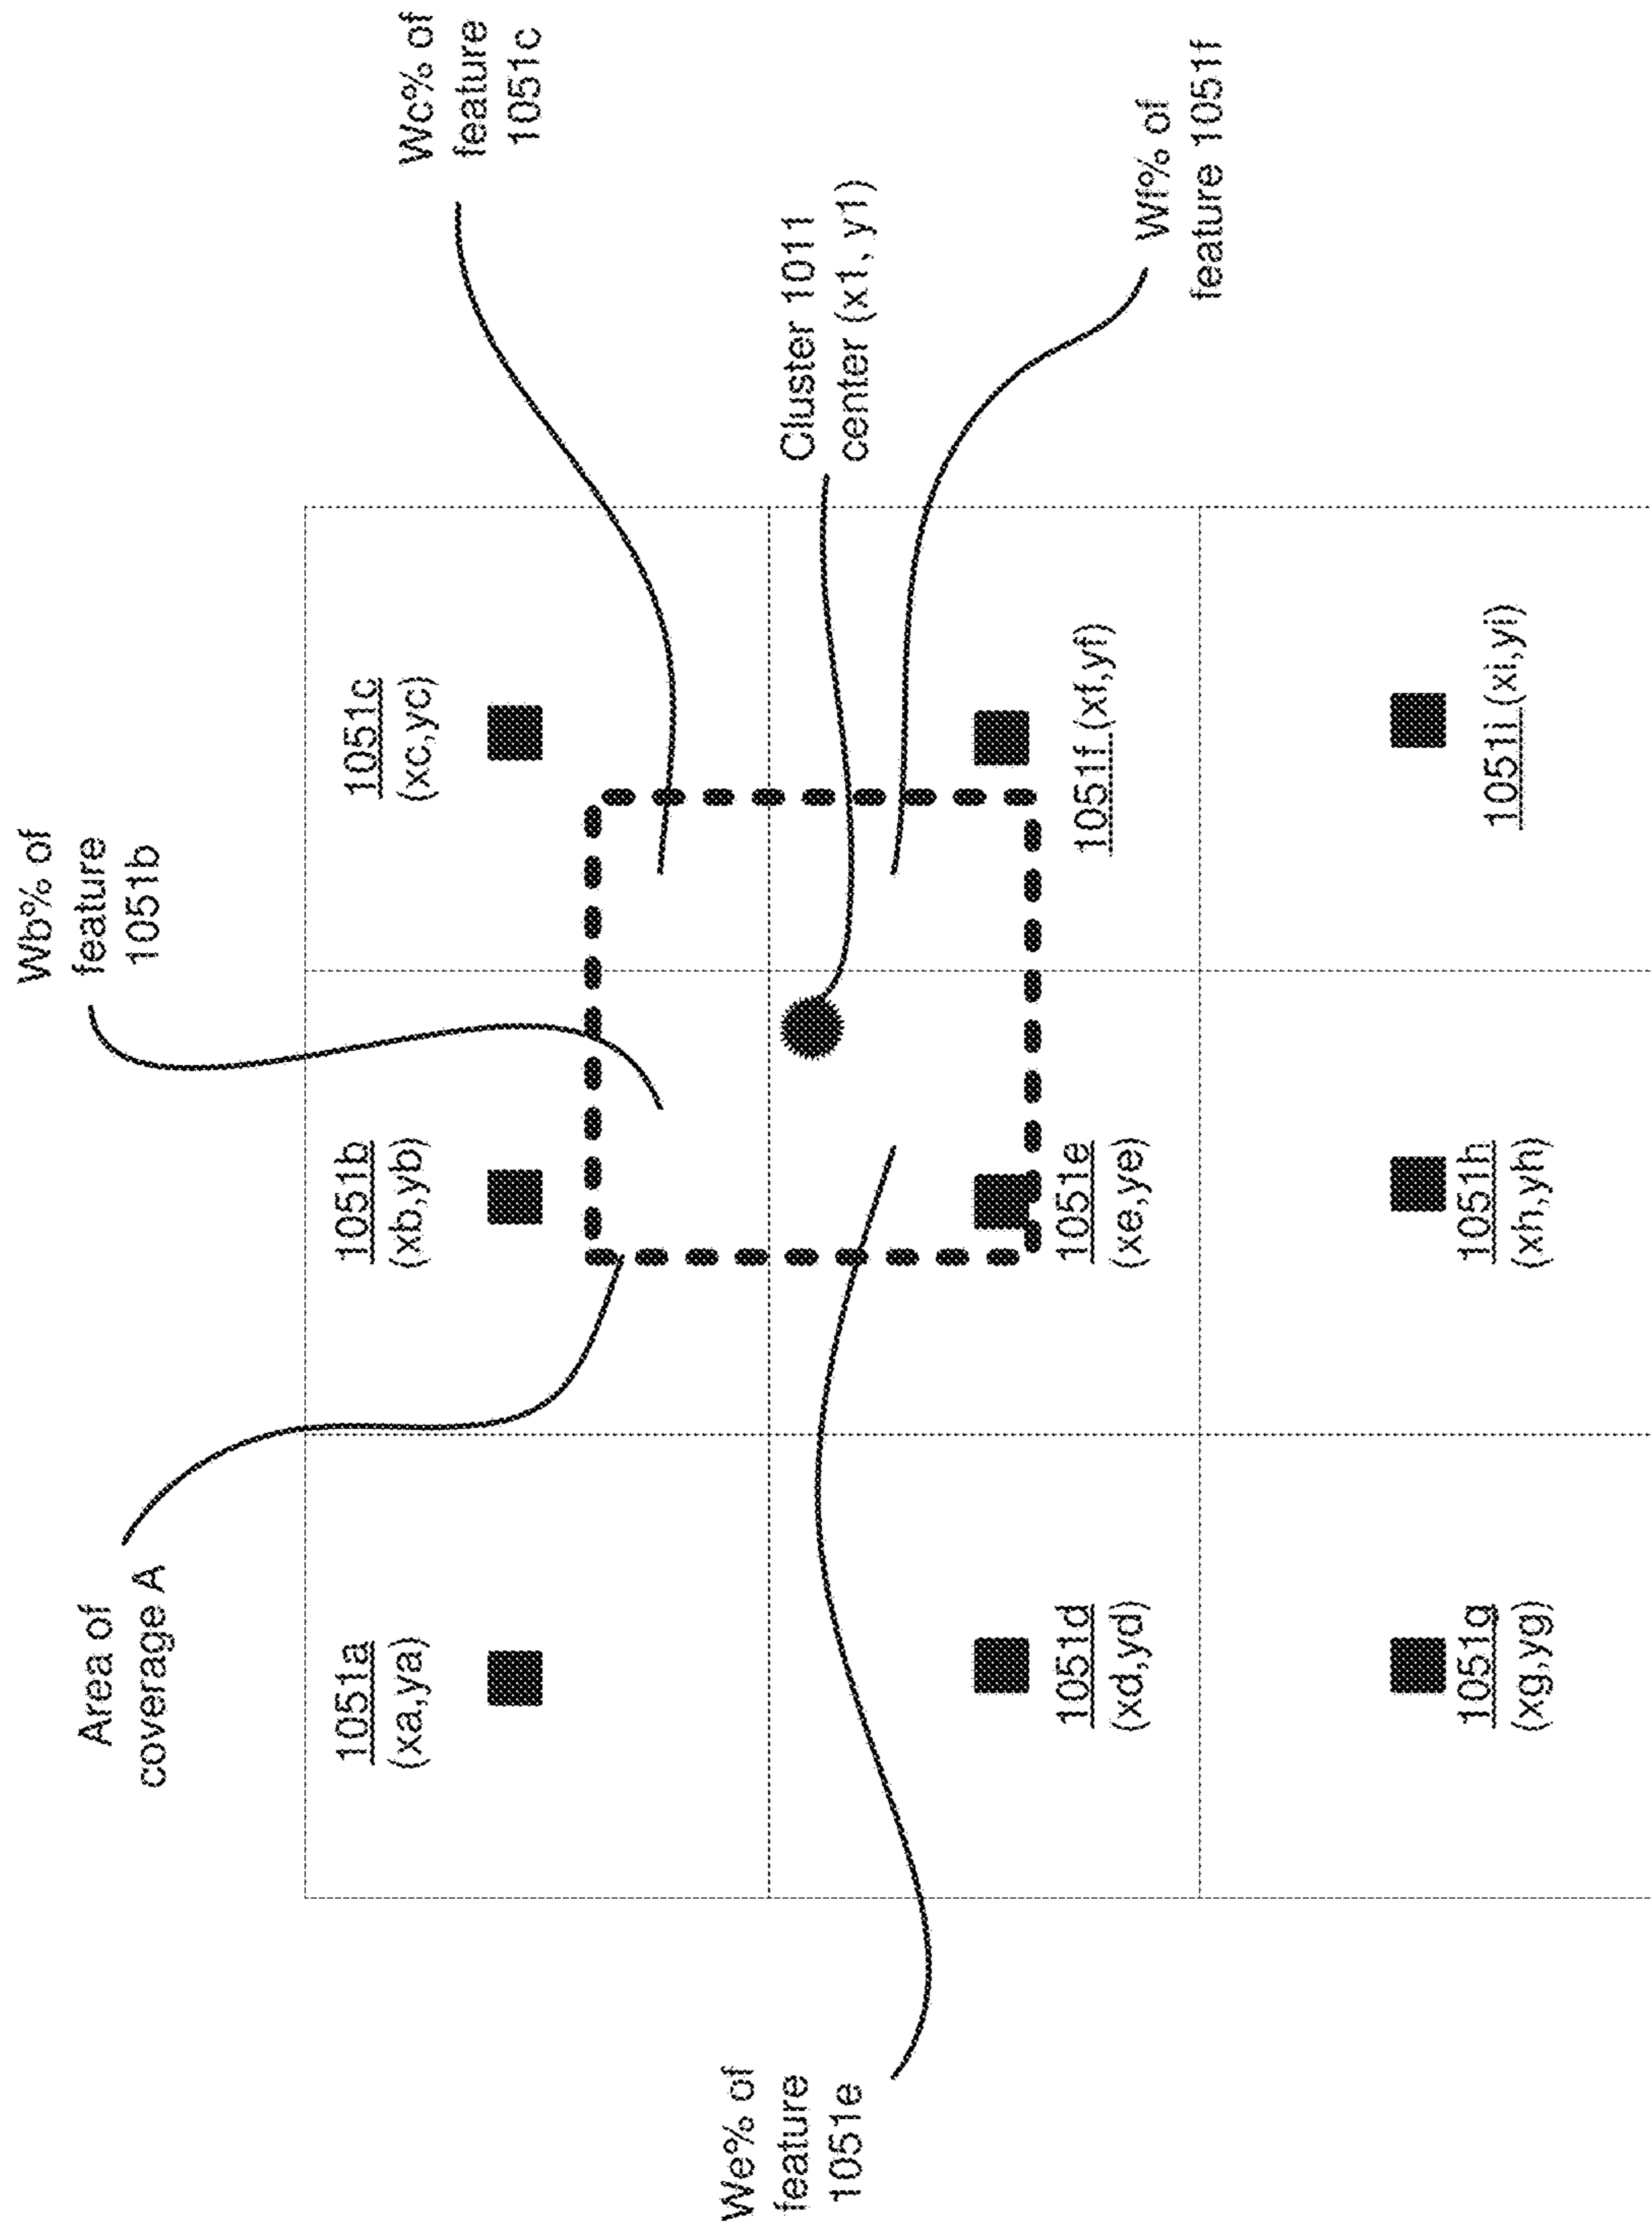 Area of
coverage A
Wb% of
feature
1051b
Wc% of
feature
1051c
1051a
(xa,ya)
1051b
(xb,yb)
1051c
(xc,yc)
We% of
feature
1051e
Cluster 1011
center (x1, y1)
1051d
(xd,yd)
1051e
(xe,ye)
1051f (xf,yf)
Wf% of
feature 1051f
1051g
(xg,yg)
1051h
(xh,yh)
1051i (xi,yi)